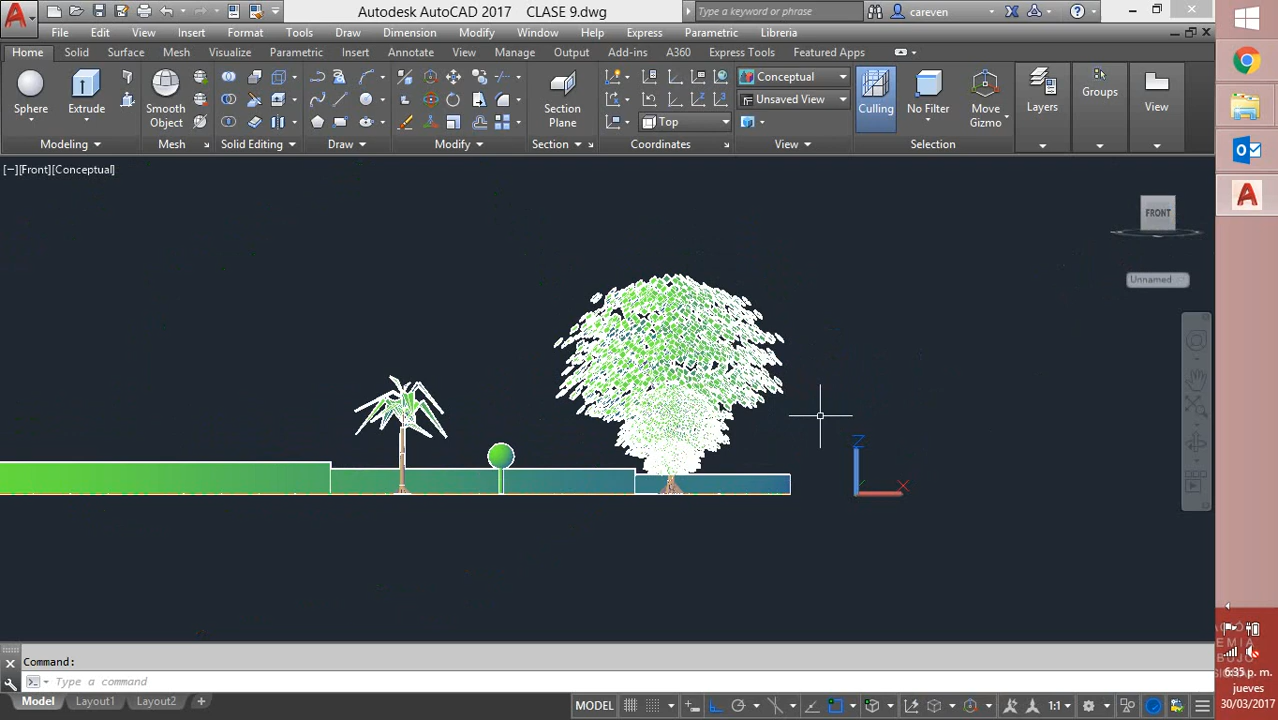 Autodesk AutoCAD 2017 CLASE 9.dwg
Type a keyword or phrase
careven
File Edit View Insert Format Tools Draw Dimension Modify Window Help Express Parametric Libreria
Home Solid Surface Mesh Visualize Parametric Insert Annotate View Manage Output Add-ins A360 Express Tools Featured Apps
Sphere
Extrude
Smooth
Object
Section
Plane
Conceptual
Unsaved View
Top
Culling
No Filter
Move
Gizmo
Layers
Groups
View
Modeling Mesh Solid Editing Draw Modify Section Coordinates View Selection
[−][Front][Conceptual]
FRONT
Unnamed
Z
X
Command:
Type a command
Model Layout1 Layout2 +
MODEL
1:1
6:35 p. m.
jueves
30/03/2017